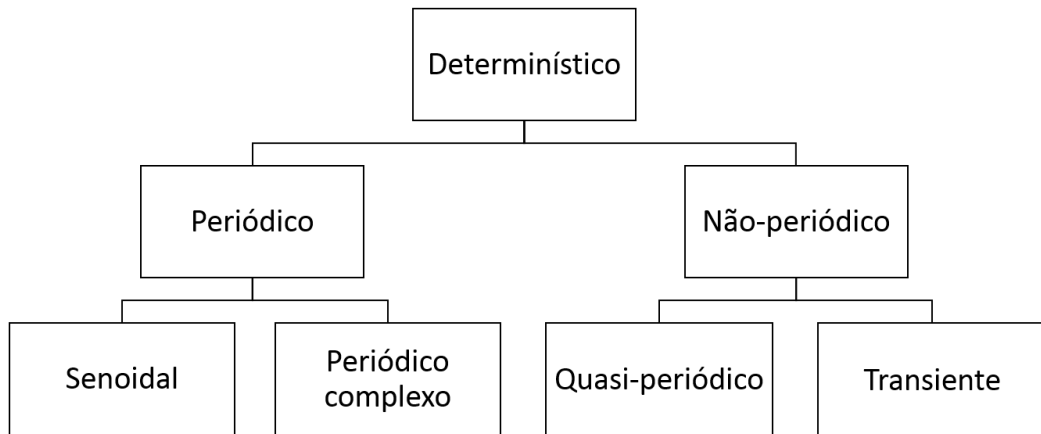 Determinístico
Periódico
Não-periódico
Senoidal
Periódico
complexo
Quasi-periódico
Transiente